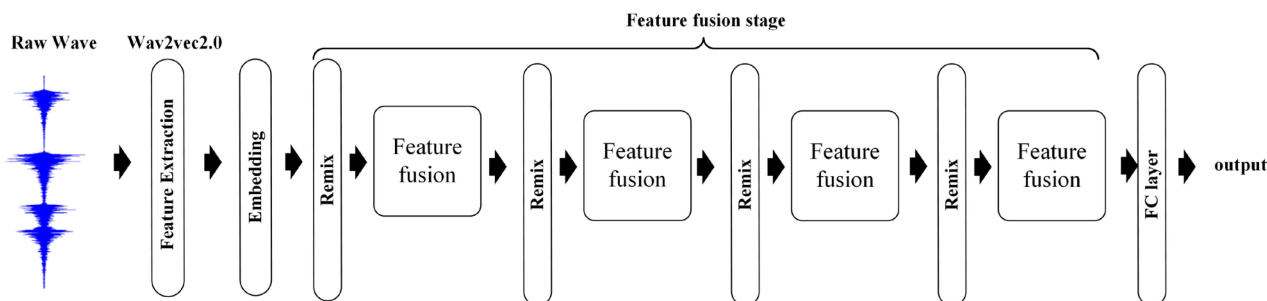 Feature fusion stage
Raw Wave
Wav2vec2.0
Feature Extraction
Embedding
Remix
Feature
fusion
Remix
Feature
fusion
Remix
Feature
fusion
Remix
Feature
fusion
FC layer
output